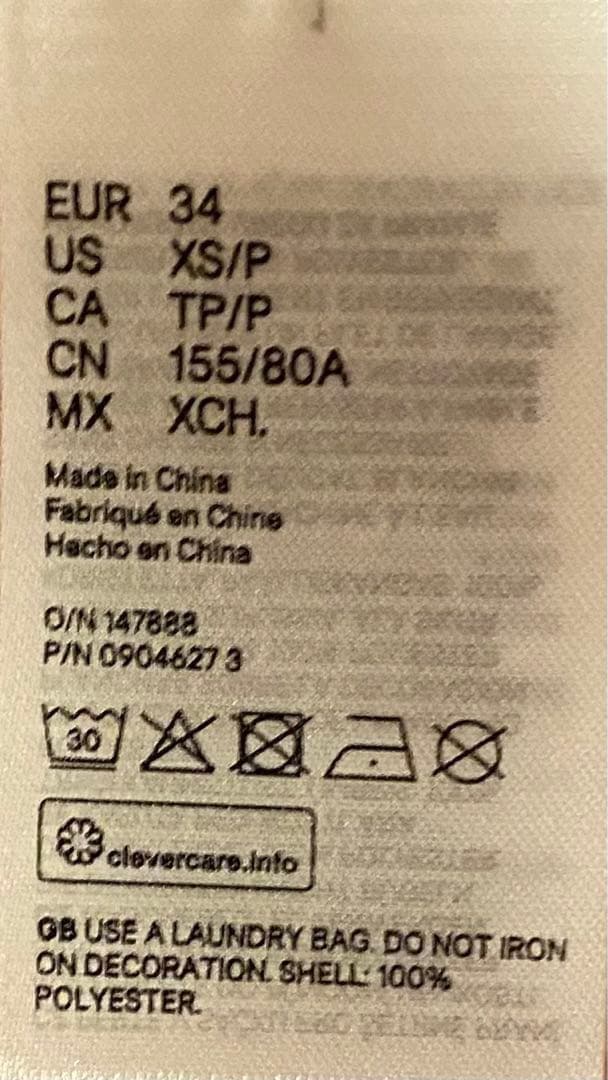 EUR 34
US XS/P
CA TP/P
CN 155/80A
MX XCH.
Made in China
Fabriqué en Chine
Hecho en China
O/N 147888
P/N 0904627 3
30
clevercare.info
GB USE A LAUNDRY BAG. DO NOT IRON
ON DECORATION. SHELL: 100%
POLYESTER.